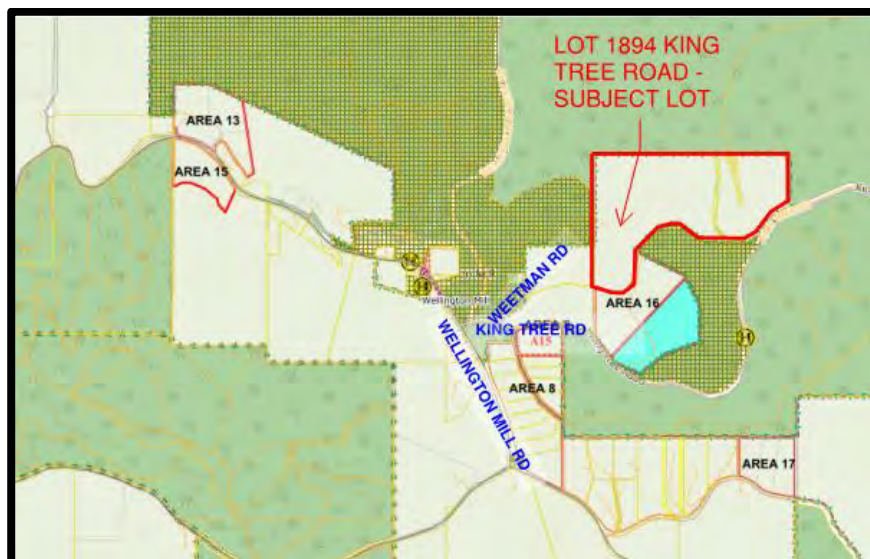 LOT 1894 KING
TREE ROAD -
SUBJECT LOT
AREA 13
AREA 15
WEETMAN RD
Wellington Mill
AREA 16
KING TREE RD
A15
WELLINGTON MILL RD
AREA 8
AREA 17
H
H